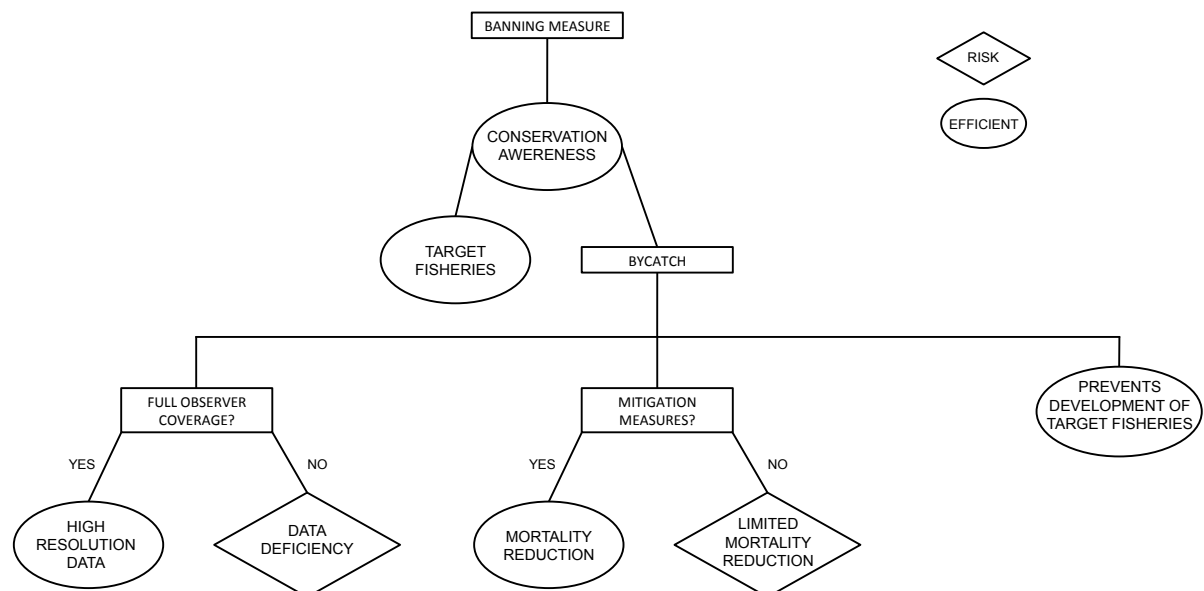 BANNING MEASURE
RISK
EFFICIENT
CONSERVATION
AWERENESS
TARGET
FISHERIES
BYCATCH
FULL OBSERVER
COVERAGE?
MITIGATION
MEASURES?
PREVENTS
DEVELOPMENT OF
TARGET FISHERIES
YES
NO
YES
NO
HIGH
RESOLUTION
DATA
DATA
DEFICIENCY
MORTALITY
REDUCTION
LIMITED
MORTALITY
REDUCTION